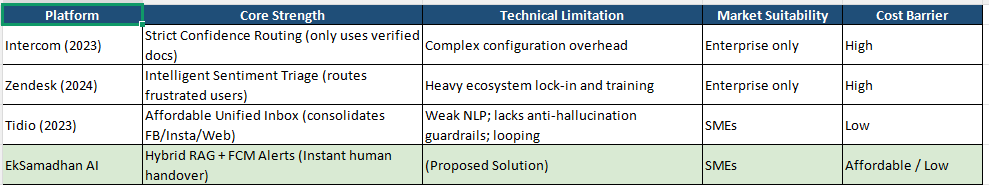 Platform Core Strength Technical Limitation Market Suitability Cost Barrier
Intercom (2023) Strict Confidence Routing (only uses verified docs) Complex configuration overhead Enterprise only High
Zendesk (2024) Intelligent Sentiment Triage (routes frustrated users) Heavy ecosystem lock-in and training Enterprise only High
Tidio (2023) Affordable Unified Inbox (consolidates FB/Insta/Web) Weak NLP; lacks anti-hallucination guardrails; looping SMEs Low
EkSamadhan AI Hybrid RAG + FCM Alerts (Instant human handover) (Proposed Solution) SMEs Affordable / Low